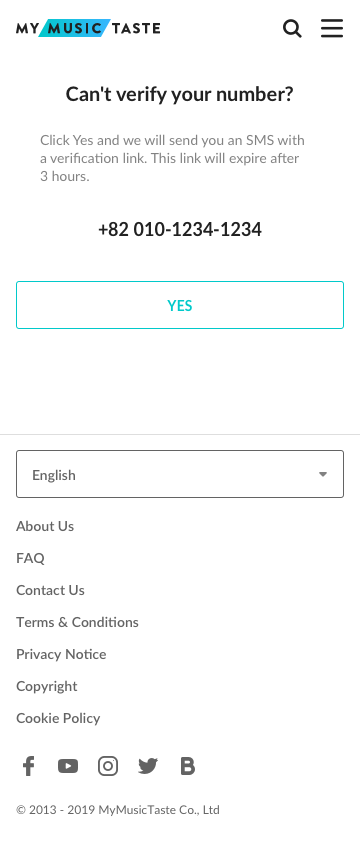 MY MUSIC TASTE
Can't verify your number?
Click Yes and we will send you an SMS with
a verification link. This link will expire after
3 hours.
+82 010-1234-1234
YES
English
About Us
FAQ
Contact Us
Terms & Conditions
Privacy Notice
Copyright
Cookie Policy
© 2013 - 2019 MyMusicTaste Co., Ltd